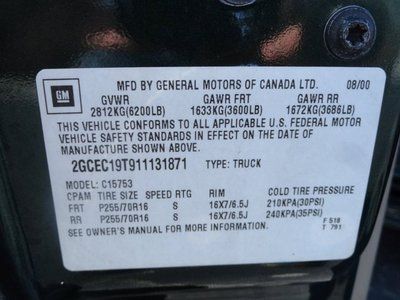 GM
MFD BY GENERAL MOTORS OF CANADA LTD. 08/00
GVWR GAWR FRT GAWR RR
2812KG(6200LB) 1633KG(3600LB) 1672KG(3686LB)
THIS VEHICLE CONFORMS TO ALL APPLICABLE U.S. FEDERAL MOTOR
VEHICLE SAFETY STANDARDS IN EFFECT ON THE DATE OF
MANUFACTURE SHOWN ABOVE.
2GCEC19T911131871 TYPE: TRUCK
MODEL: C15753
CPAM TIRE SIZE SPEED RTG RIM COLD TIRE PRESSURE
FRT P255/70R16 S 16X7/6.5J 210KPA(30PSI)
RR P255/70R16 S 16X7/6.5J 240KPA(35PSI)
SEE OWNER'S MANUAL FOR MORE INFORMATION. F 518
T 791